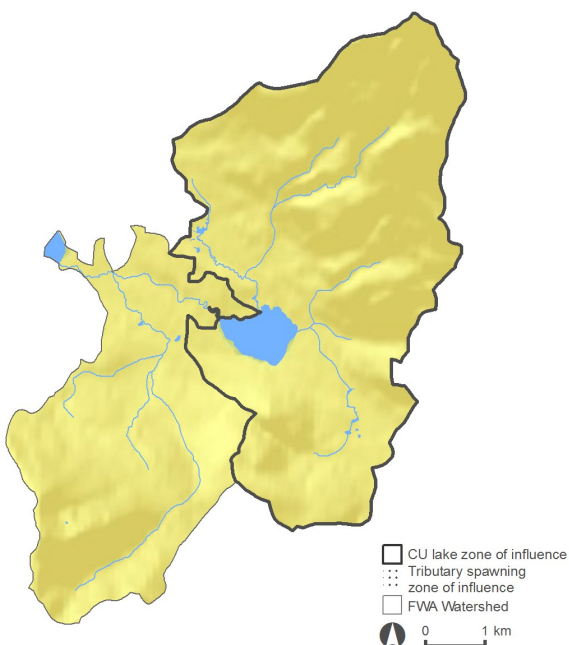 CU lake zone of influence
Tributary spawning
zone of influence
FWA Watershed
0 1 km